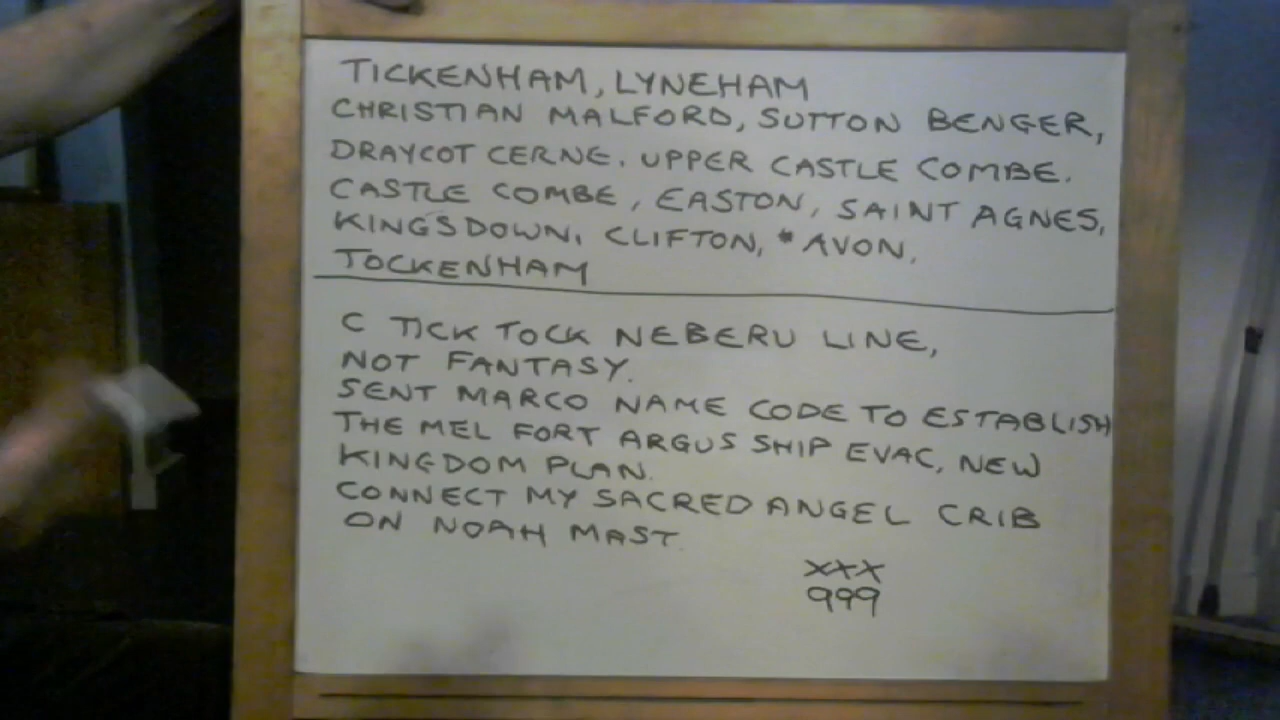 TICKENHAM, LYNEHAM
CHRISTIAN MALFORD, SUTTON BENGER,
DRAYCOT CERNE. UPPER CASTLE COMBE.
CASTLE COMBE, EASTON, SAINT AGNES,
KINGSDOWN, CLIFTON, * AVON,
TOCKENHAM
C TICK TOCK NEBERU LINE,
NOT FANTASY.
SENT MARCO NAME CODE TO ESTABLISH
THE MEL FORT ARGUS SHIP EVAC, NEW
KINGDOM PLAN.
CONNECT MY SACRED ANGEL CRIB
ON NOAH MAST.
XXX
999